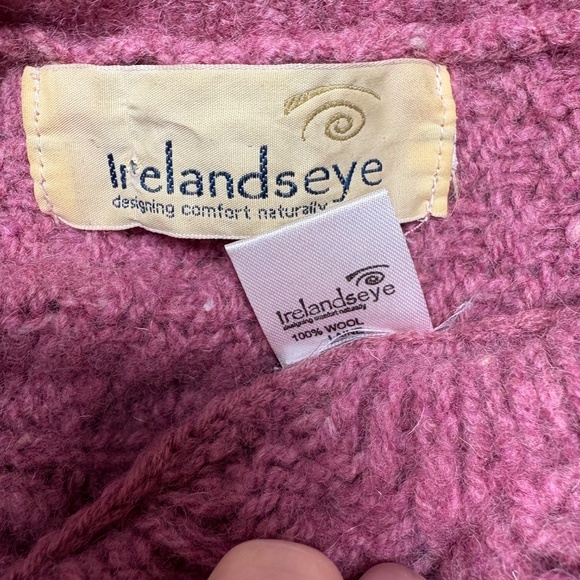 Irelandseye
designing comfort naturally
Irelandseye
designing comfort naturally
100% WOOL